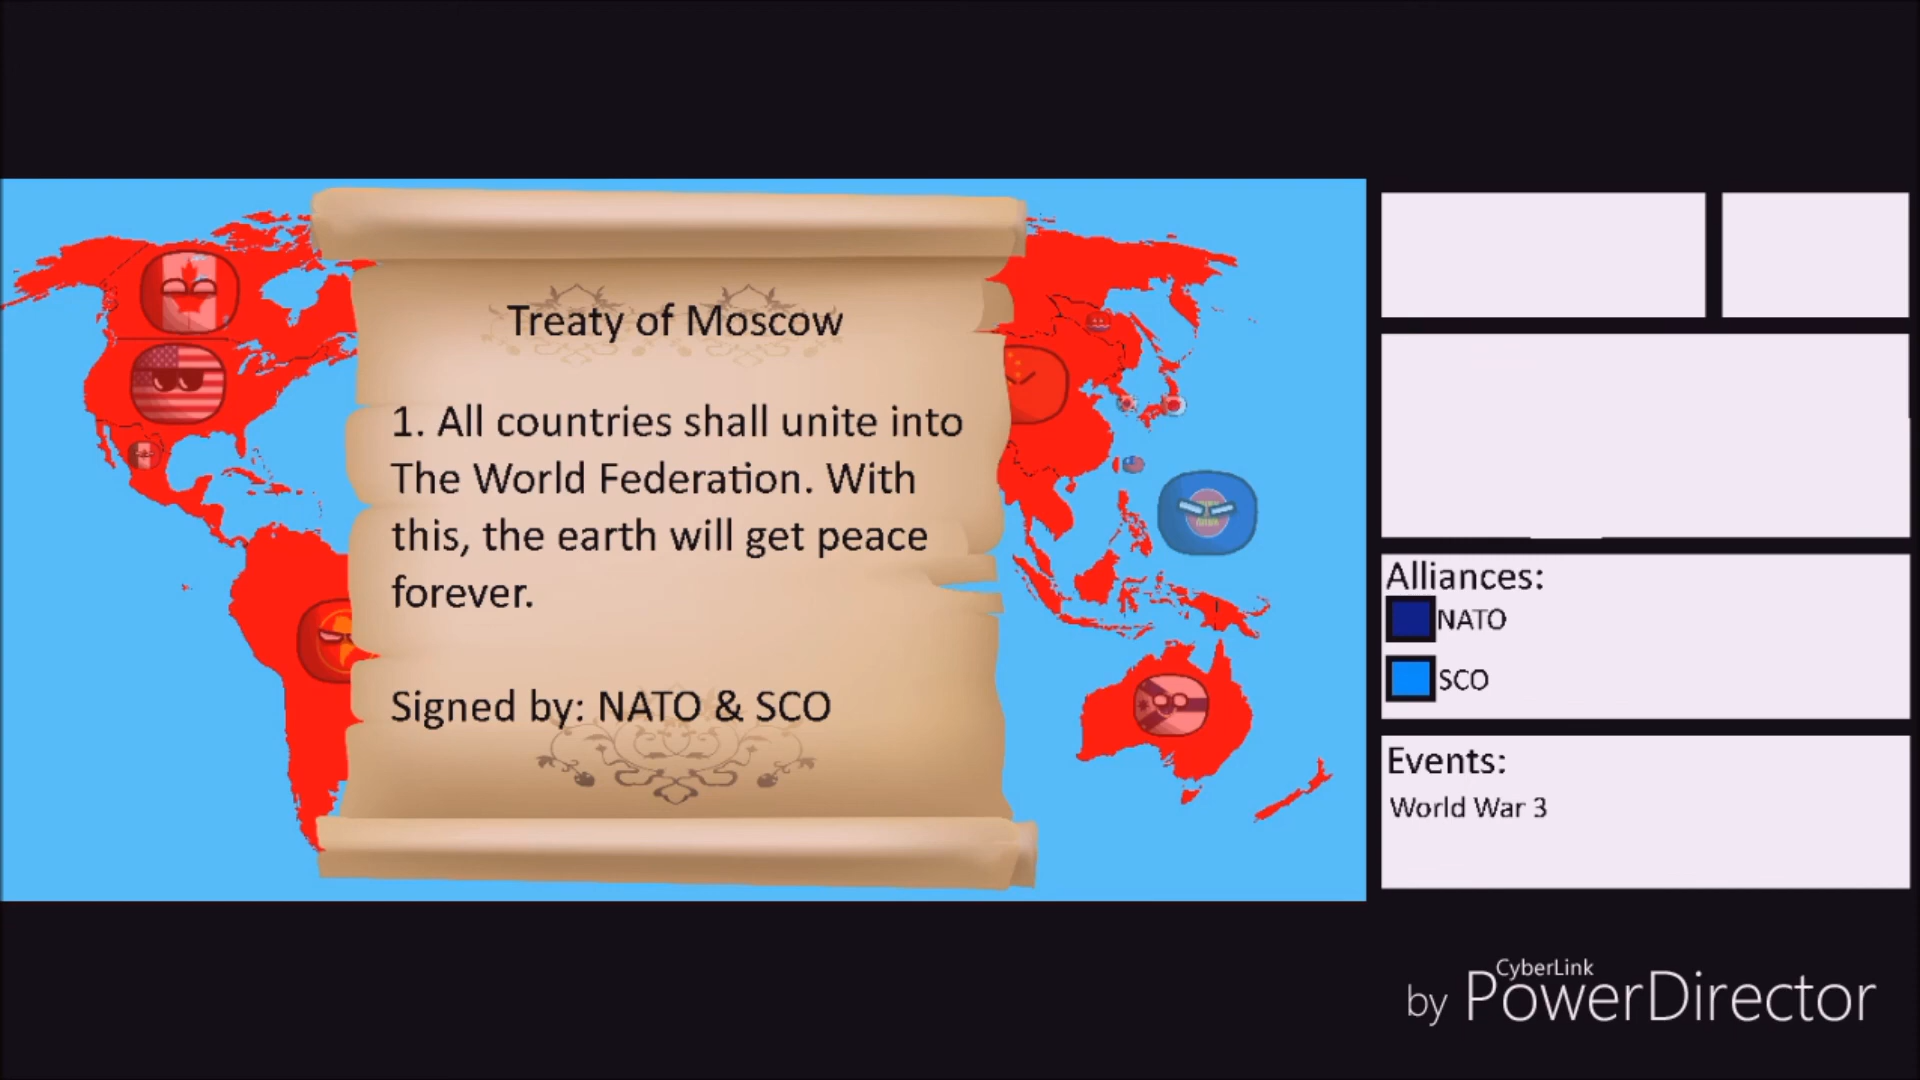 Treaty of Moscow
1. All countries shall unite into
The World Federation. With
this, the earth will get peace
forever.
Signed by: NATO & SCO
Alliances:
NATO
SCO
Events:
World War 3
by CyberLink PowerDirector